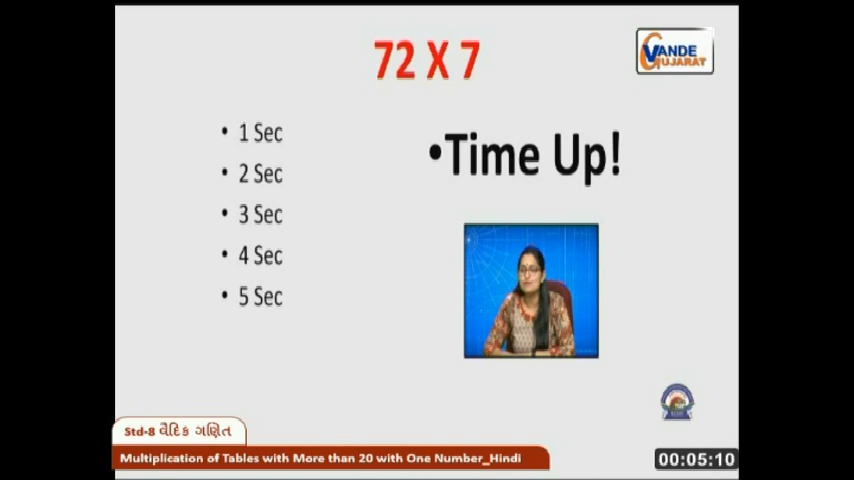 72 X 7
VANDE
GUJARAT
• 1 Sec
• 2 Sec
• 3 Sec
• 4 Sec
• 5 Sec
•Time Up!
Std-8 વૈદિક ગણિત
Multiplication of Tables with More than 20 with One Number_Hindi
00:05:10